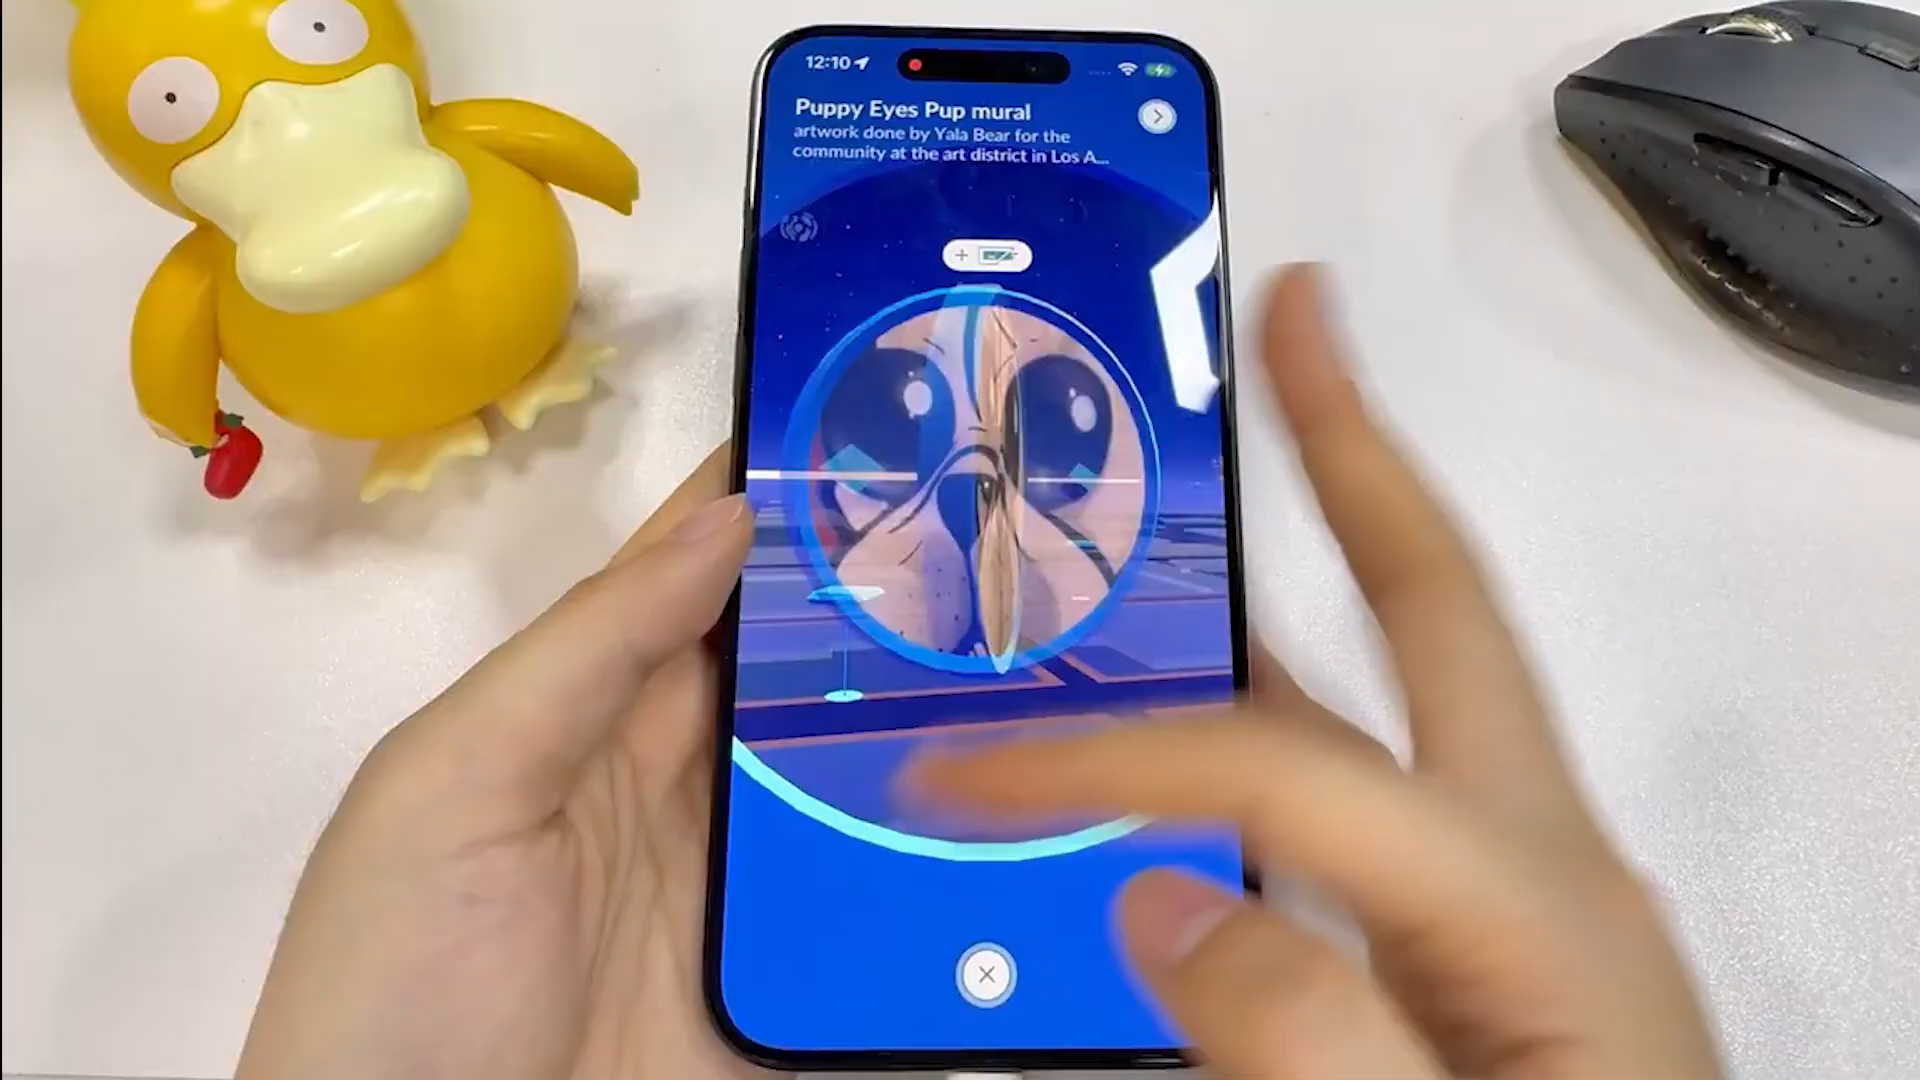 12:10
Puppy Eyes Pup mural
artwork done by Yala Bear for the
community at the art district in Los A...